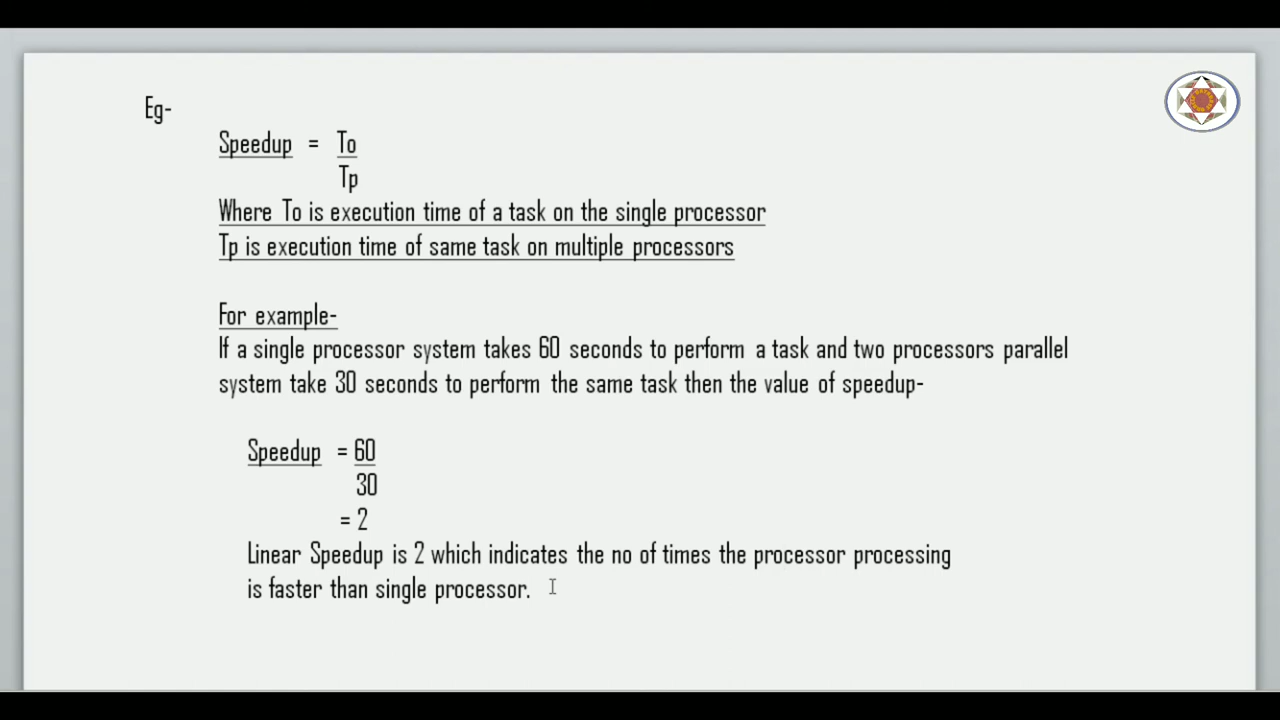 Eg-
Speedup = To
Tp
Where To is execution time of a task on the single processor
Tp is execution time of same task on multiple processors
For example-
If a single processor system takes 60 seconds to perform a task and two processors parallel
system take 30 seconds to perform the same task then the value of speedup-
Speedup = 60
30
= 2
Linear Speedup is 2 which indicates the no of times the processor processing
is faster than single processor.